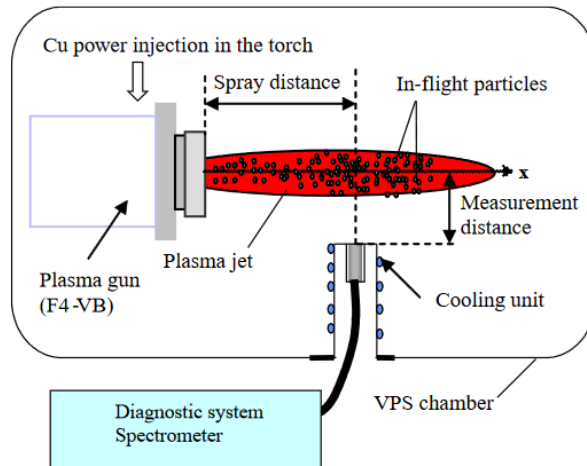 Cu power injection in the torch
Spray distance
In-flight particles
x
Measurement
distance
Plasma jet
Plasma gun
(F4-VB)
Cooling unit
VPS chamber
Diagnostic system
Spectrometer